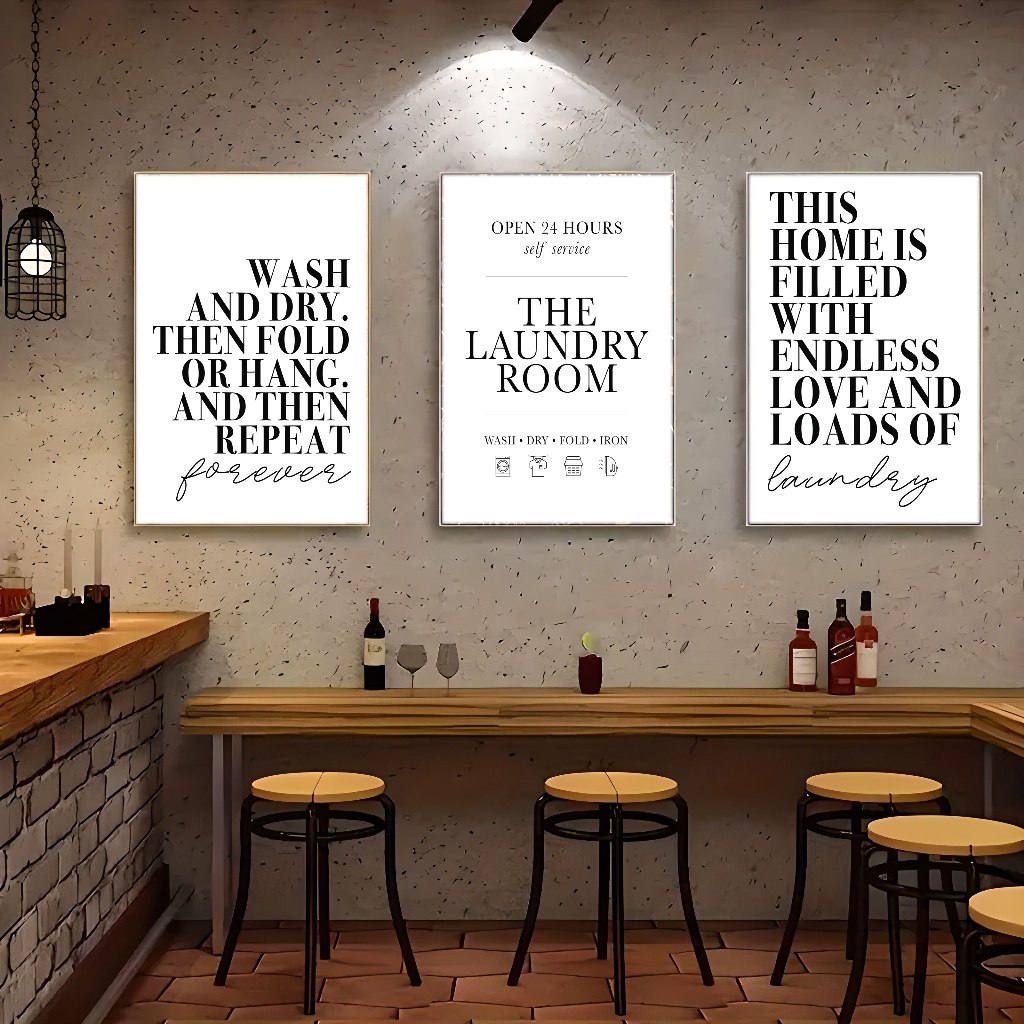 WASH
AND DRY.
THEN FOLD
OR HANG.
AND THEN
REPEAT
forever
OPEN 24 HOURS
self service
THE
LAUNDRY
ROOM
WASH • DRY • FOLD • IRON
THIS
HOME IS
FILLED
WITH
ENDLESS
LOVE AND
LOADS OF
laundry